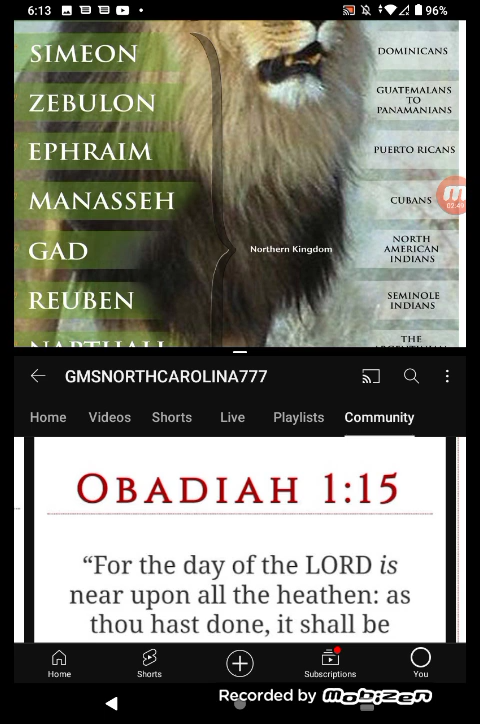 6:13
96%
SIMEON
DOMINICANS
ZEBULON
GUATEMALANS
TO
PANAMANIANS
EPHRAIM
PUERTO RICANS
MANASSEH
CUBANS
02:49
GAD
Northern Kingdom
NORTH
AMERICAN
INDIANS
REUBEN
SEMINOLE
INDIANS
NAPTHALI
THE
GMSNORTHCAROLINA777
Home Videos Shorts Live Playlists Community
OBADIAH 1:15
“For the day of the LORD is
near upon all the heathen: as
thou hast done, it shall be
Home Shorts Subscriptions You
Recorded by mobizen